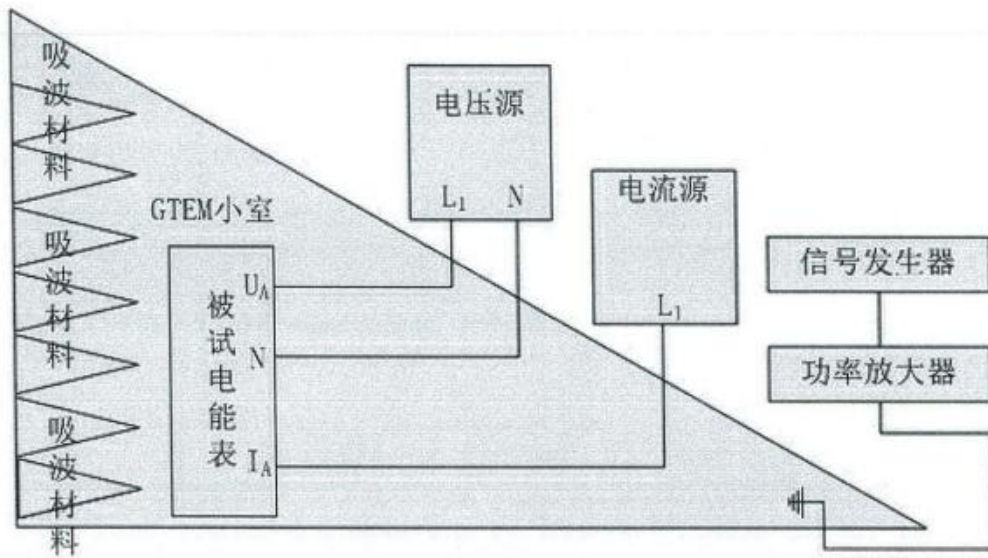 吸波材料
吸波材料
吸波材料
GTEM小室
被试电能表
U_A
N
I_A
电压源
L₁ N
电流源
L₁
信号发生器
功率放大器